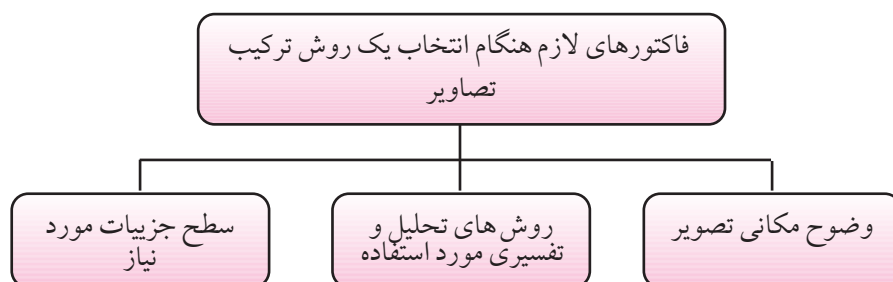 فاکتورهای لازم هنگام انتخاب یک روش ترکیب
تصاویر
وضوح مکانی تصویر
روش های تحلیل و
تفسیری مورد استفاده
سطح جزییات مورد
نیاز